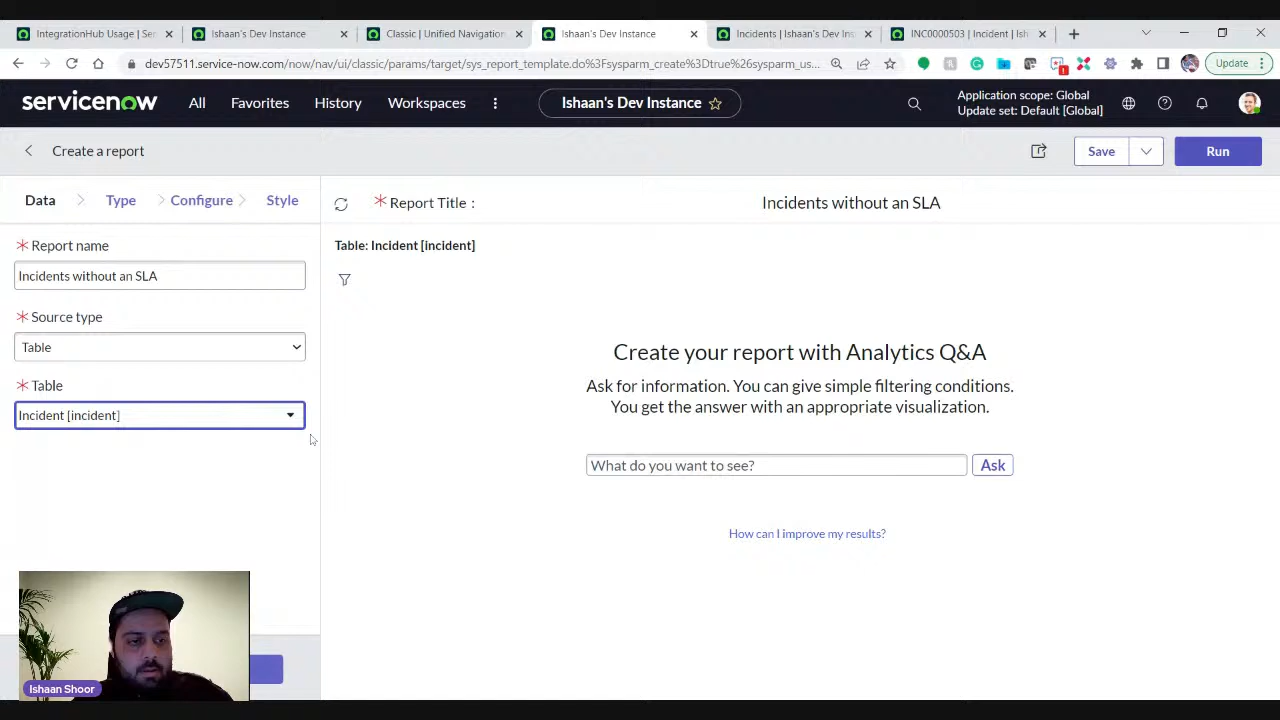 IntegrationHub Usage | Ser
Ishaan's Dev Instance
Classic | Unified Navigation
Ishaan's Dev Instance
Incidents | Ishaan's Dev Ins
INC0000503 | Incident | Ish
dev57511.service-now.com/now/nav/ui/classic/params/target/sys_report_template.do%3Fsysparm_create%3Dtrue%26sysparm_us...
1
Update
servicenow
All
Favorites
History
Workspaces
Ishaan's Dev Instance
Application scope: Global
Update set: Default [Global]
Create a report
Save
Run
Data
Type
Configure
Style
Report Title :
Incidents without an SLA
Report name
Incidents without an SLA
Source type
Table
Table
Incident [incident]
Table: Incident [incident]
Create your report with Analytics Q&A
Ask for information. You can give simple filtering conditions.
You get the answer with an appropriate visualization.
What do you want to see?
Ask
How can I improve my results?
Ishaan Shoor